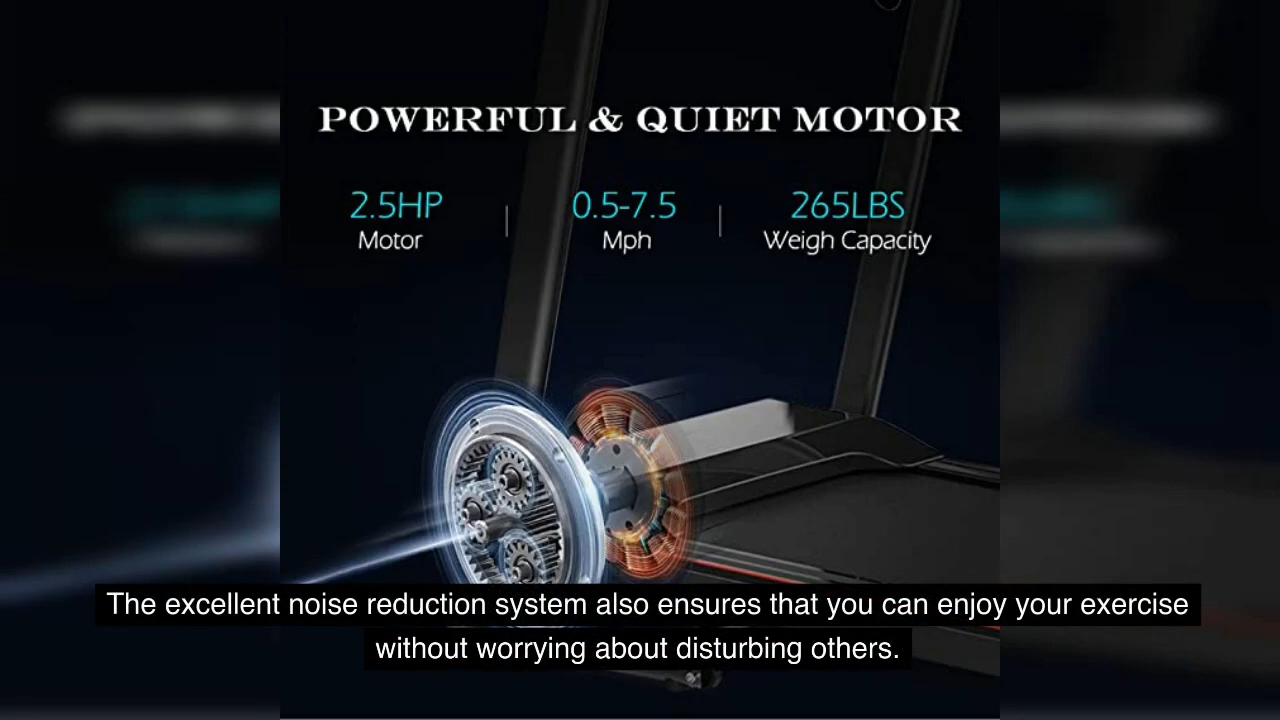 POWERFUL & QUIET MOTOR
2.5HP | 0.5-7.5 | 265LBS
Motor Mph Weigh Capacity
The excellent noise reduction system also ensures that you can enjoy your exercise
without worrying about disturbing others.